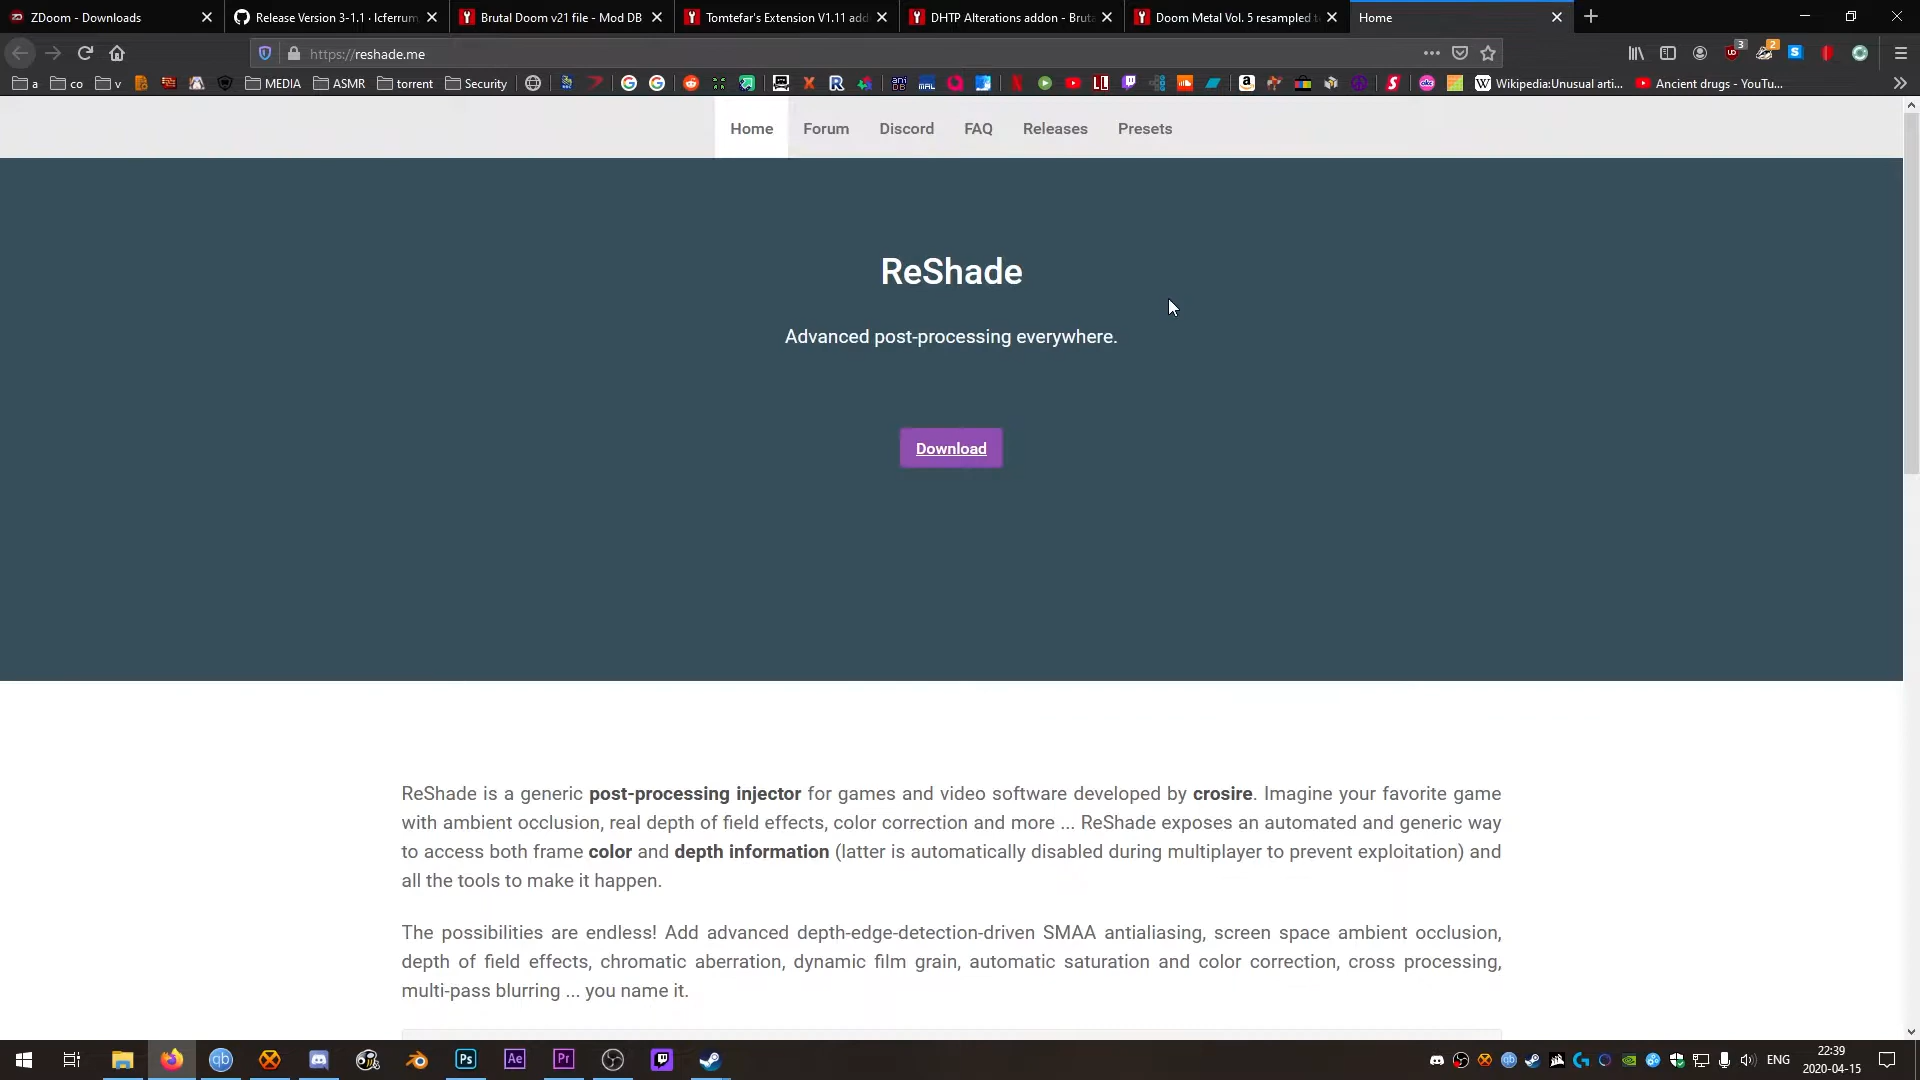 ZDoom - Downloads
Release Version 3-1.1 · Icferrum
Brutal Doom v21 file - Mod DB
Tomtefar's Extension V1.11 add
DHTP Alterations addon - Bruta
Doom Metal Vol. 5 resampled t
Home
https://reshade.me
3
2
a
co
v
MEDIA
ASMR
torrent
Security
Wikipedia:Unusual arti...
Ancient drugs - YouTu...
Home
Forum
Discord
FAQ
Releases
Presets
ReShade
Advanced post-processing everywhere.
Download
ReShade is a generic post-processing injector for games and video software developed by crosire. Imagine your favorite game
with ambient occlusion, real depth of field effects, color correction and more ... ReShade exposes an automated and generic way
to access both frame color and depth information (latter is automatically disabled during multiplayer to prevent exploitation) and
all the tools to make it happen.
The possibilities are endless! Add advanced depth-edge-detection-driven SMAA antialiasing, screen space ambient occlusion,
depth of field effects, chromatic aberration, dynamic film grain, automatic saturation and color correction, cross processing,
multi-pass blurring ... you name it.
qb
Ps
Ae
Pr
ENG
22:39
2020-04-15